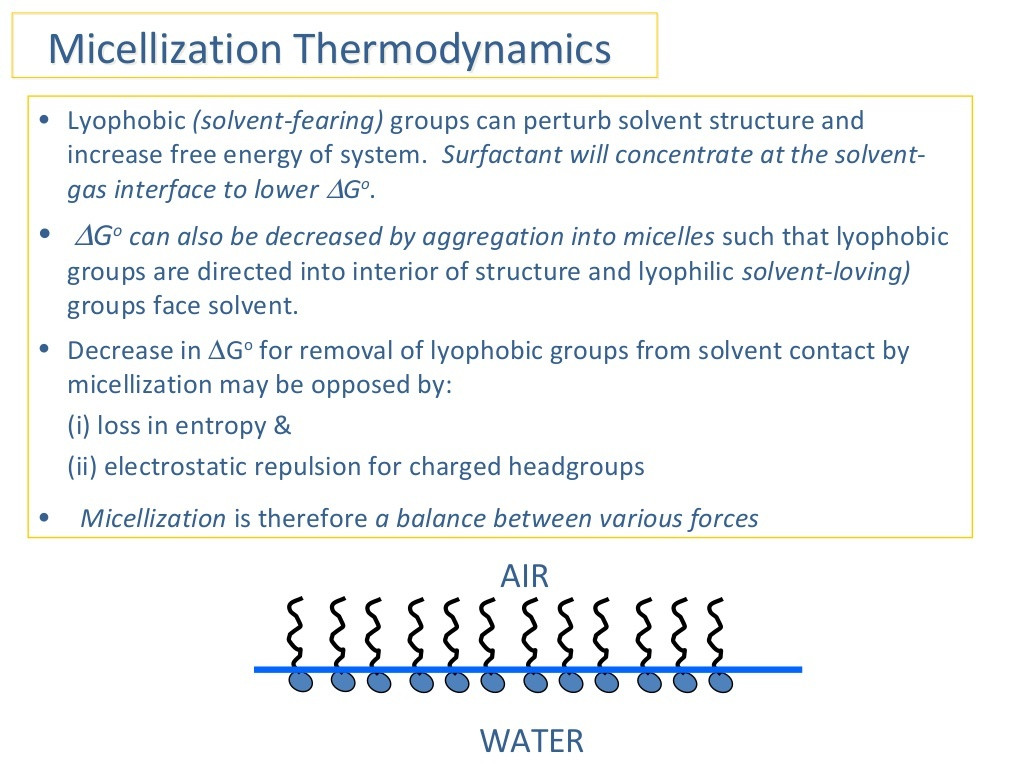 Micellization Thermodynamics
• Lyophobic (solvent-fearing) groups can perturb solvent structure and
increase free energy of system. Surfactant will concentrate at the solvent-
gas interface to lower ΔGº.
• ΔGº can also be decreased by aggregation into micelles such that lyophobic
groups are directed into interior of structure and lyophilic solvent-loving)
groups face solvent.
• Decrease in ΔGº for removal of lyophobic groups from solvent contact by
micellization may be opposed by:
(i) loss in entropy &
(ii) electrostatic repulsion for charged headgroups
• Micellization is therefore a balance between various forces
AIR
WATER